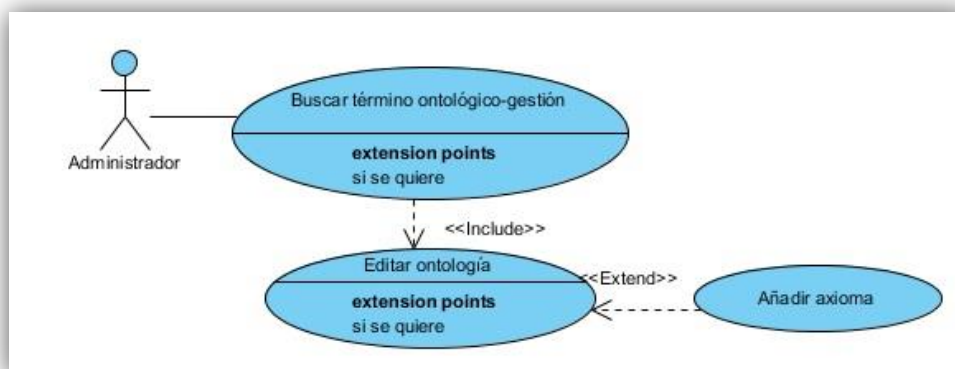 Buscar término ontológico-gestión
extension points
si se quiere
Administrador
<<Include>>
Editar ontología
extension points
si se quiere
<<Extend>>
Añadir axioma